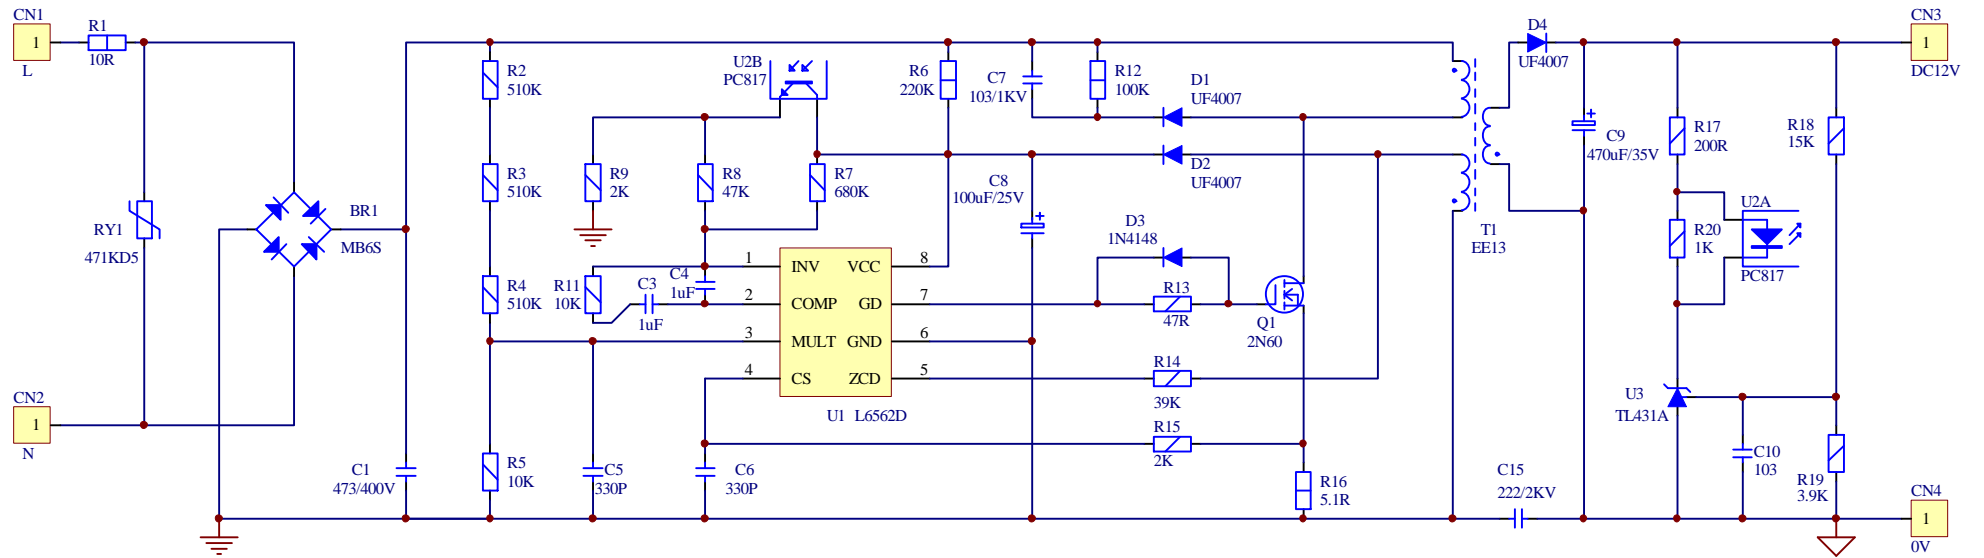 CN1
1
L
R1
10R
RY1
471KD5
CN2
1
N
BR1
MB6S
C1
473/400V
R2
510K
R3
510K
R4
510K
R5
10K
U2B
PC817
R9
2K
R8
47K
R7
680K
R11
10K
C3
1uF
C4
1uF
C5
330P
C6
330P
1
2
3
4
INV
COMP
MULT
CS
VCC
GD
GND
ZCD
8
7
6
5
U1 L6562D
R6
220K
C7
103/1KV
R12
100K
D1
UF4007
D2
UF4007
C8
100uF/25V
D3
1N4148
R13
47R
Q1
2N60
R14
39K
R15
2K
R16
5.1R
T1
EE13
D4
UF4007
C9
470uF/35V
R17
200R
R18
15K
R20
1K
U2A
PC817
U3
TL431A
C10
103
R19
3.9K
C15
222/2KV
CN3
1
DC12V
CN4
1
0V